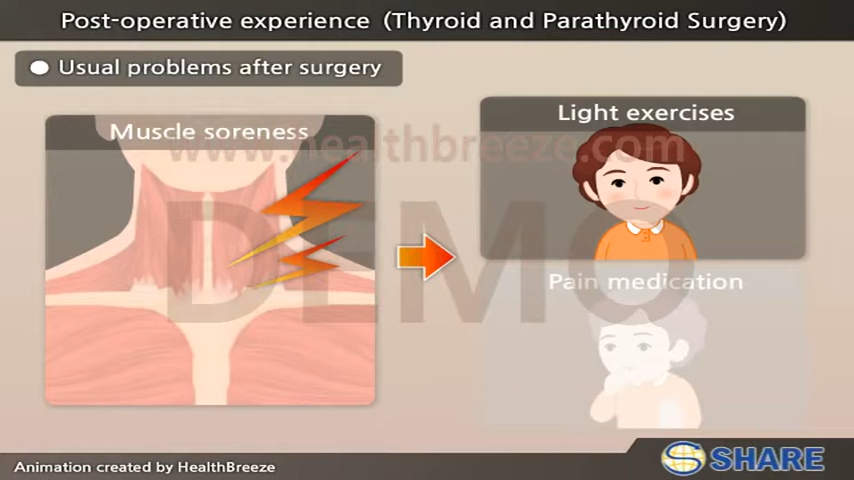 Post-operative experience (Thyroid and Parathyroid Surgery)
Usual problems after surgery
Muscle soreness
Light exercises
www.healthbreeze.com
DEMO
Pain medication
Animation created by HealthBreeze
SHARE